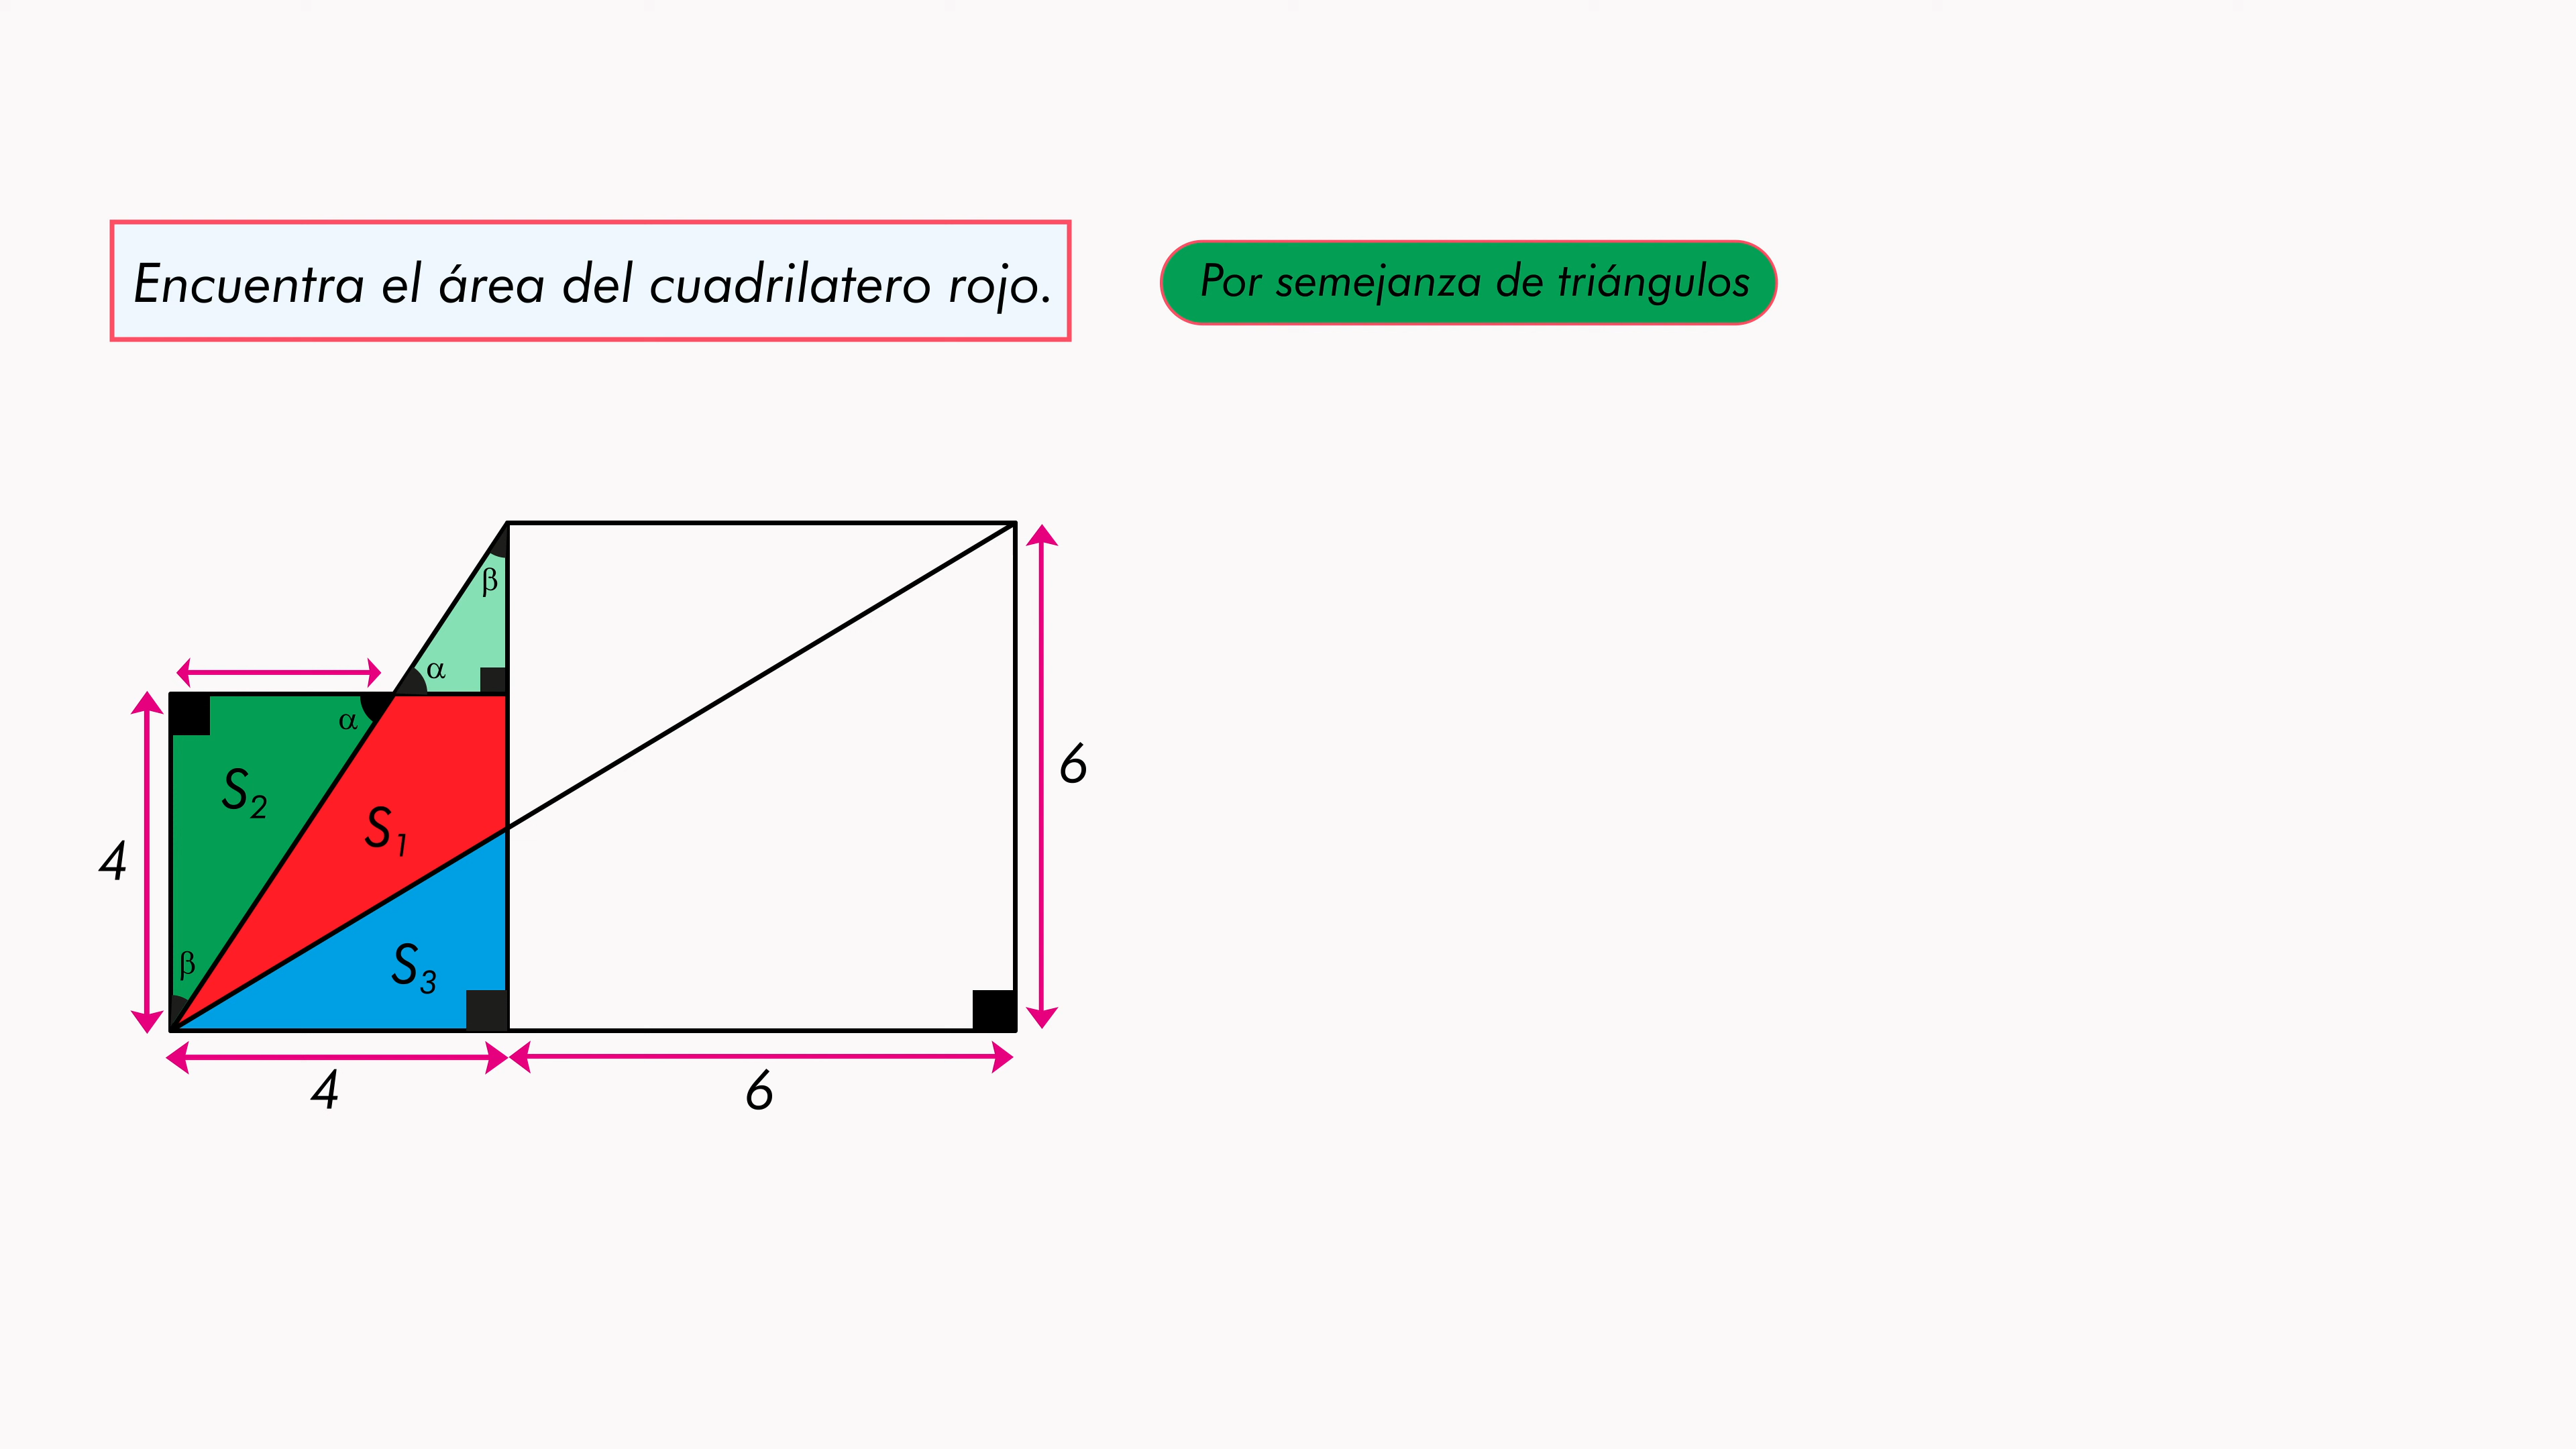 Encuentra el área del cuadrilatero rojo.
Por semejanza de triángulos
β
α
α
S2
6
S1
4
β
S3
4
6